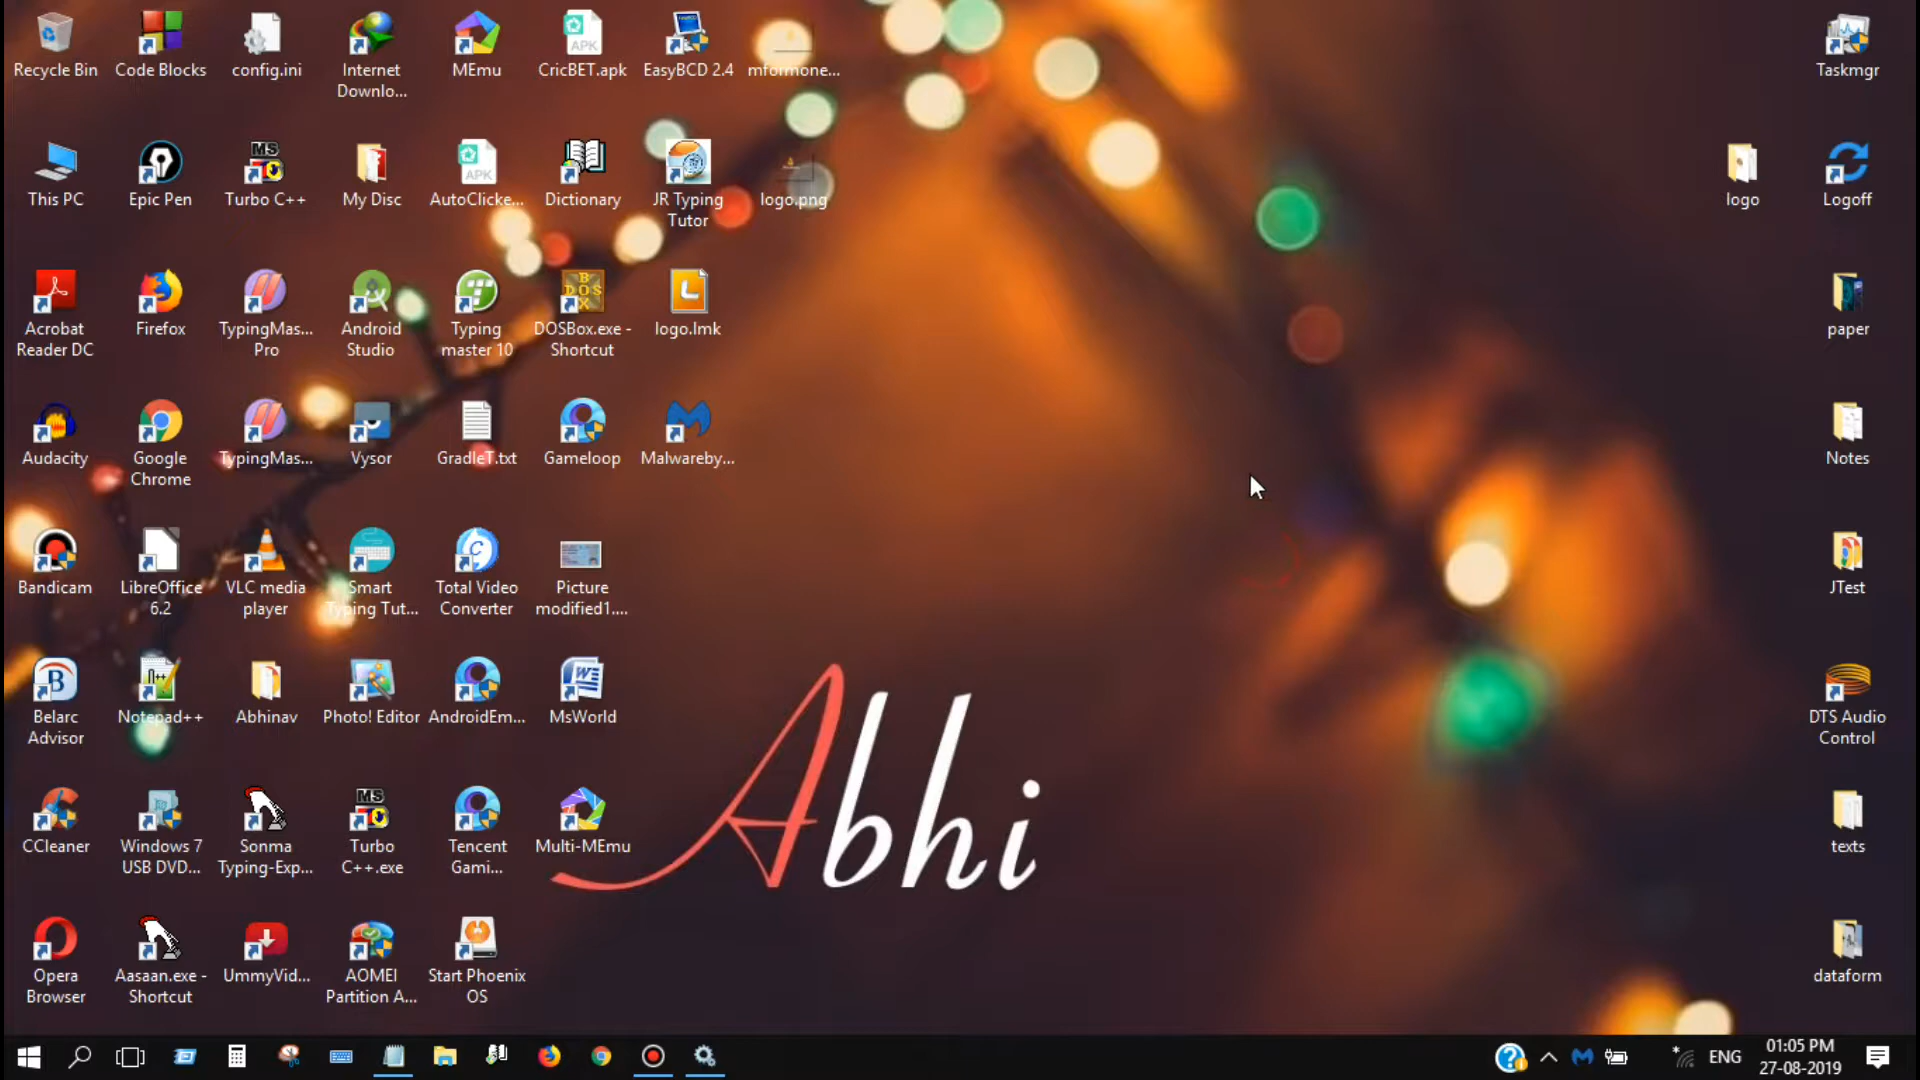 Recycle Bin
Code Blocks
config.ini
Internet
Downlo...
MEmu
APK
CricBET.apk
EasyBCD 2.4
mformone...
Taskmgr
This PC
Epic Pen
MS
Turbo C++
My Disc
APK
AutoClicke...
Dictionary
JR Typing
Tutor
logo.png
logo
Logoff
Acrobat
Reader DC
Firefox
TypingMas...
Pro
Android
Studio
Typing
master 10
DOSBox.exe -
Shortcut
logo.lmk
paper
Audacity
Google
Chrome
TypingMas...
Vysor
GradleT.txt
Gameloop
Malwareby...
Notes
Bandicam
LibreOffice
6.2
VLC media
player
Smart
Typing Tut...
Total Video
Converter
Picture
modified1....
JTest
Belarc
Advisor
Notepad++
Abhinav
Photo! Editor
AndroidEm...
MsWorld
DTS Audio
Control
Abhi
CCleaner
Windows 7
USB DVD...
Sonma
Typing-Exp...
MS
Turbo
C++.exe
Tencent
Gami...
Multi-MEmu
texts
Opera
Browser
Aasaan.exe -
Shortcut
UmmyVid...
AOMEI
Partition A...
Start Phoenix
OS
dataform
ENG
01:05 PM
27-08-2019